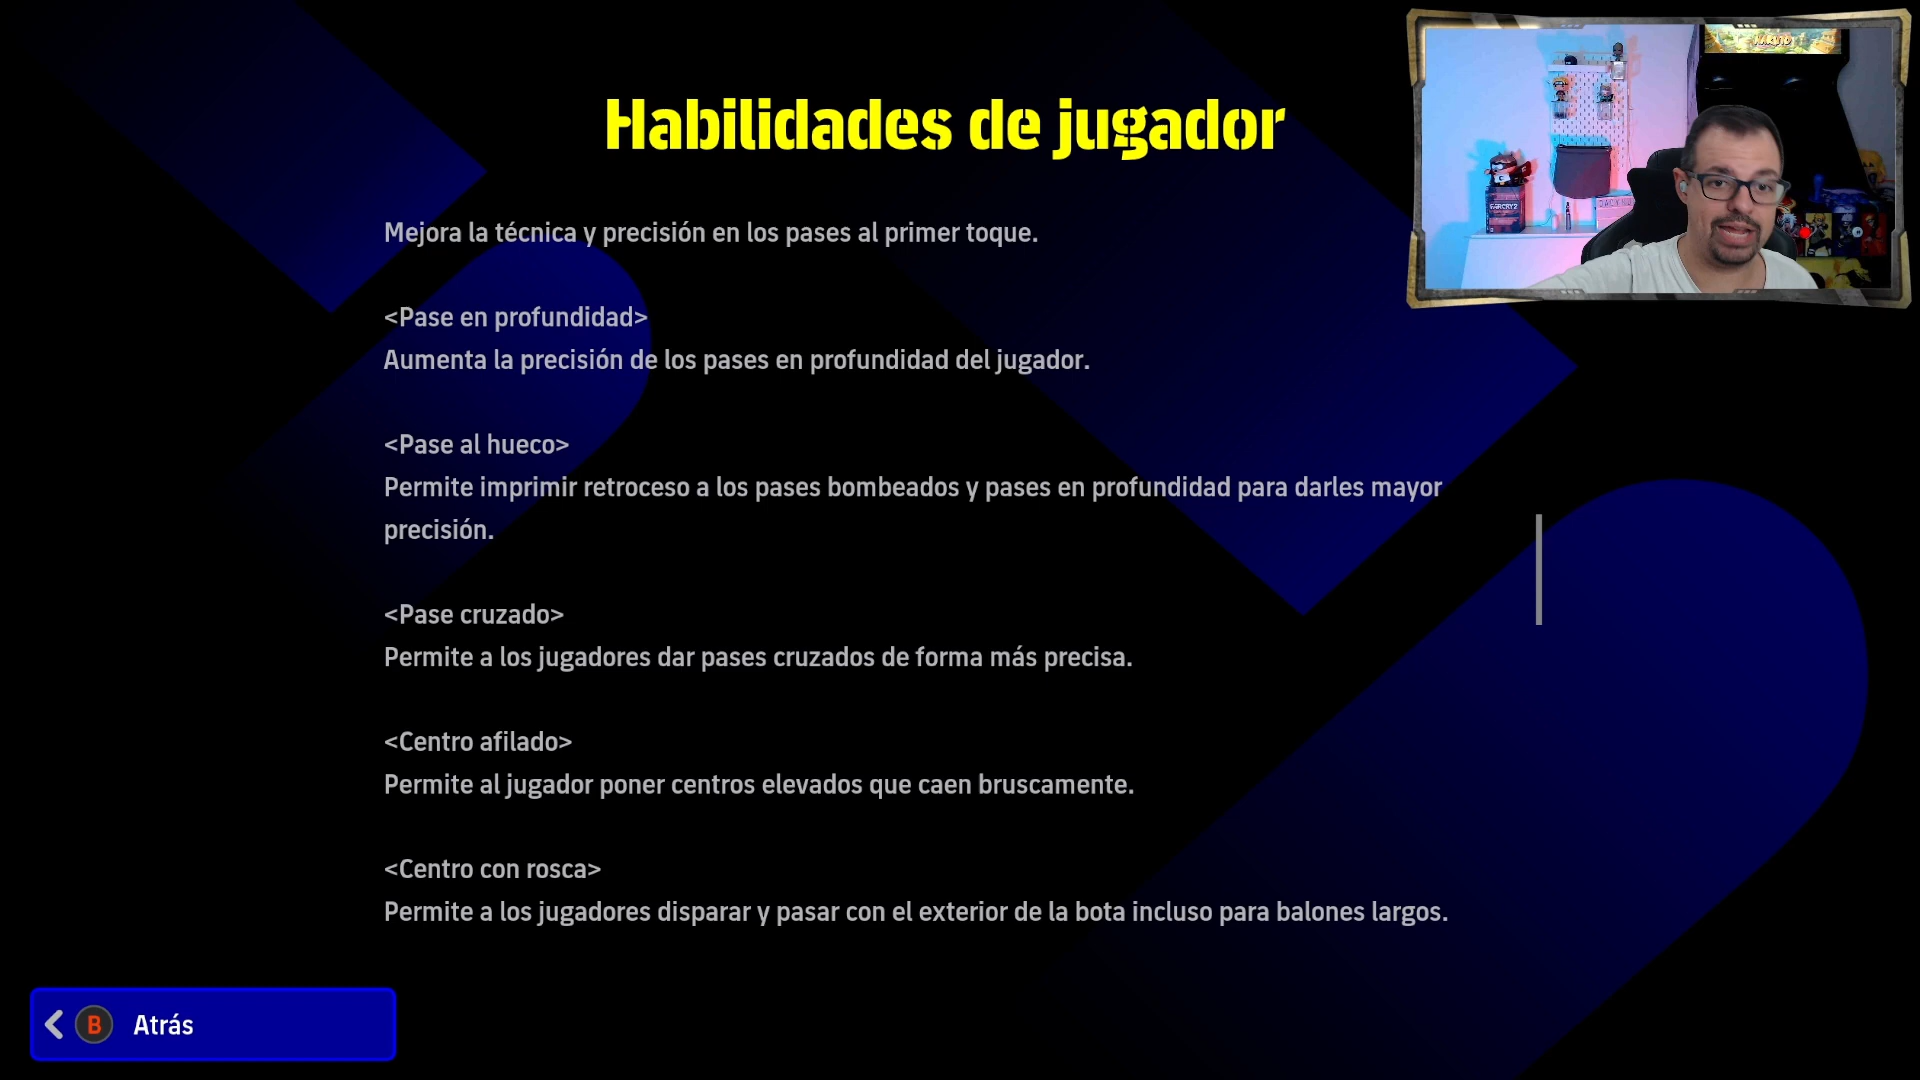 Habilidades de jugador
Mejora la técnica y precisión en los pases al primer toque.
<Pase en profundidad>
Aumenta la precisión de los pases en profundidad del jugador.
<Pase al hueco>
Permite imprimir retroceso a los pases bombeados y pases en profundidad para darles mayor
precisión.
<Pase cruzado>
Permite a los jugadores dar pases cruzados de forma más precisa.
<Centro afilado>
Permite al jugador poner centros elevados que caen bruscamente.
<Centro con rosca>
Permite a los jugadores disparar y pasar con el exterior de la bota incluso para balones largos.
B Atrás
FARCRY2